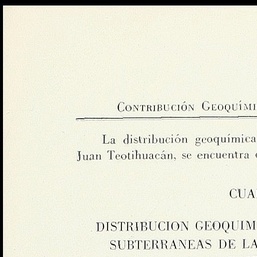 CONTRIBUCIÓN GEOQUÍMI
La distribución geoquímica
Juan Teotihuacán, se encuentra
CUA
DISTRIBUCION GEOQUIM
SUBTERRANEAS DE LA